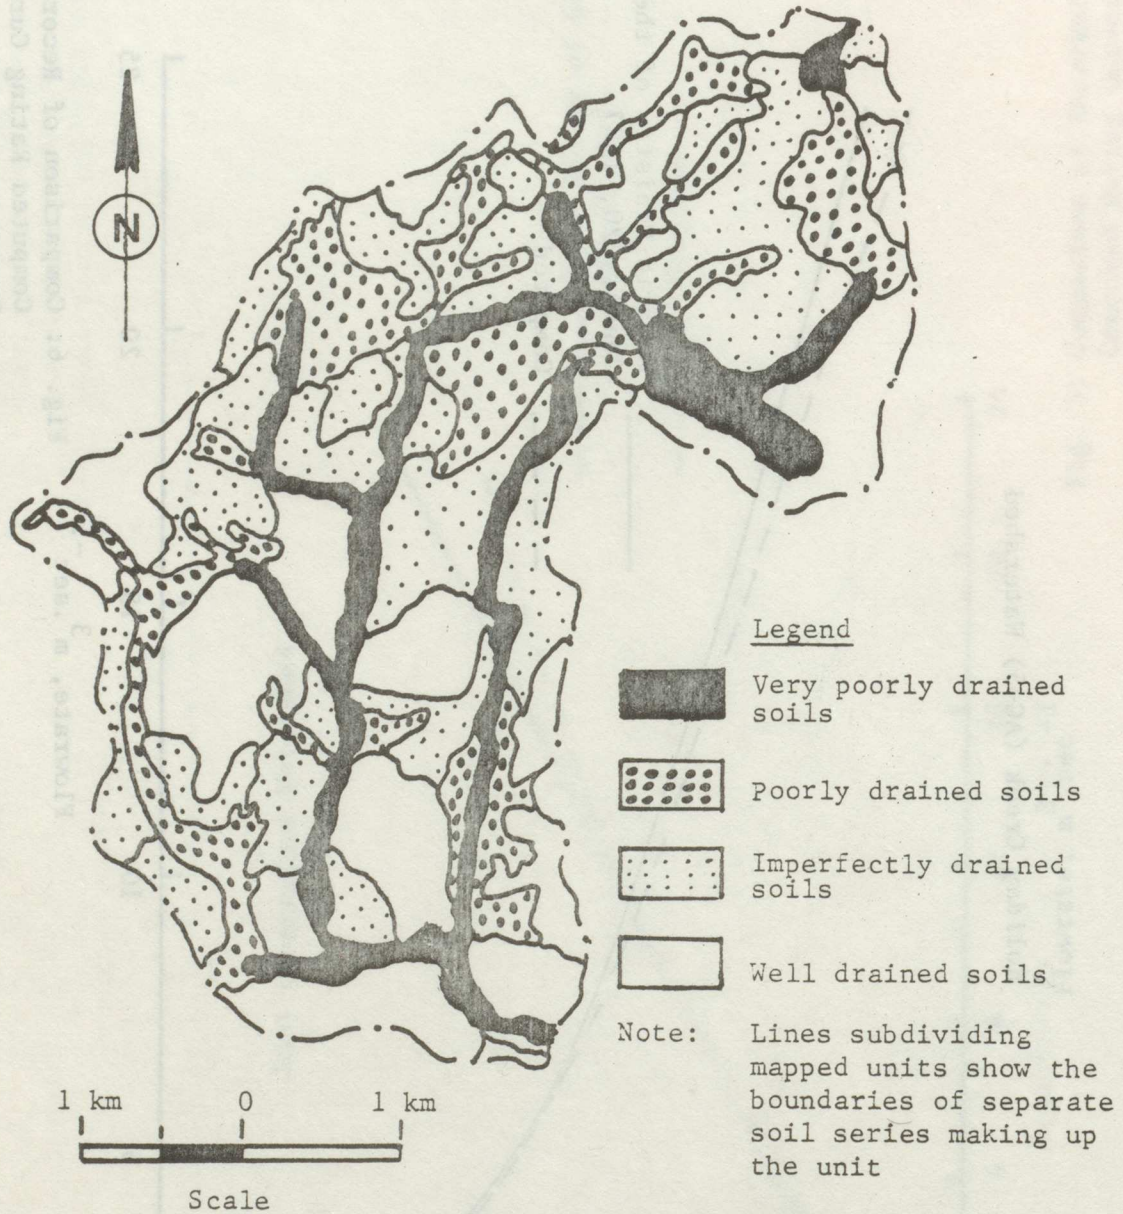 N
Legend
Very poorly drained
soils
Poorly drained soils
Imperfectly drained
soils
Well drained soils
Note: Lines subdividing
mapped units show the
boundaries of separate
soil series making up
the unit
1 km 0 1 km
Scale